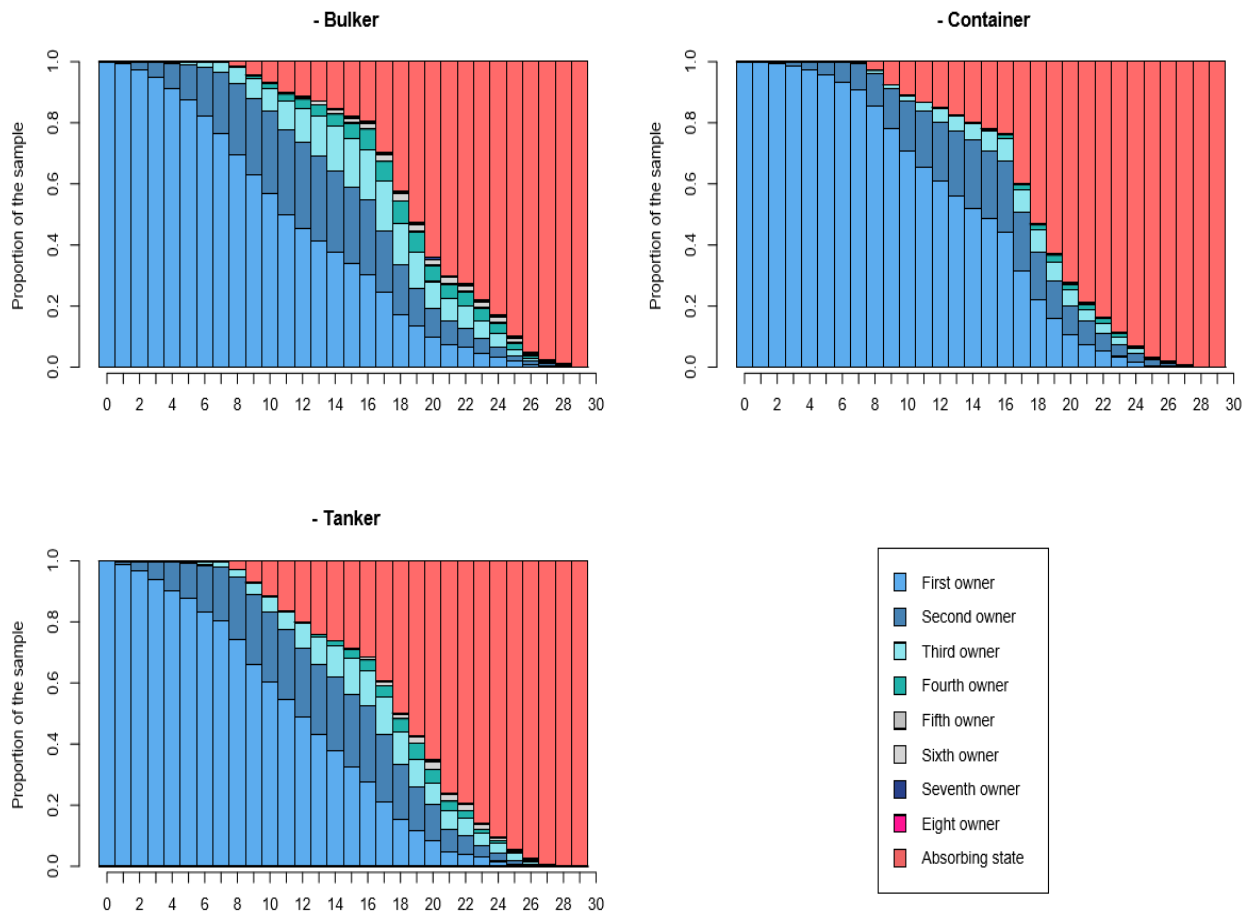 - Bulker
Proportion of the sample
1.0
0.8
0.6
0.4
0.2
0.0
0 2 4 6 8 10 12 14 16 18 20 22 24 26 28 30
- Container
Proportion of the sample
1.0
0.8
0.6
0.4
0.2
0.0
0 2 4 6 8 10 12 14 16 18 20 22 24 26 28 30
- Tanker
Proportion of the sample
1.0
0.8
0.6
0.4
0.2
0.0
0 2 4 6 8 10 12 14 16 18 20 22 24 26 28 30
First owner
Second owner
Third owner
Fourth owner
Fifth owner
Sixth owner
Seventh owner
Eight owner
Absorbing state